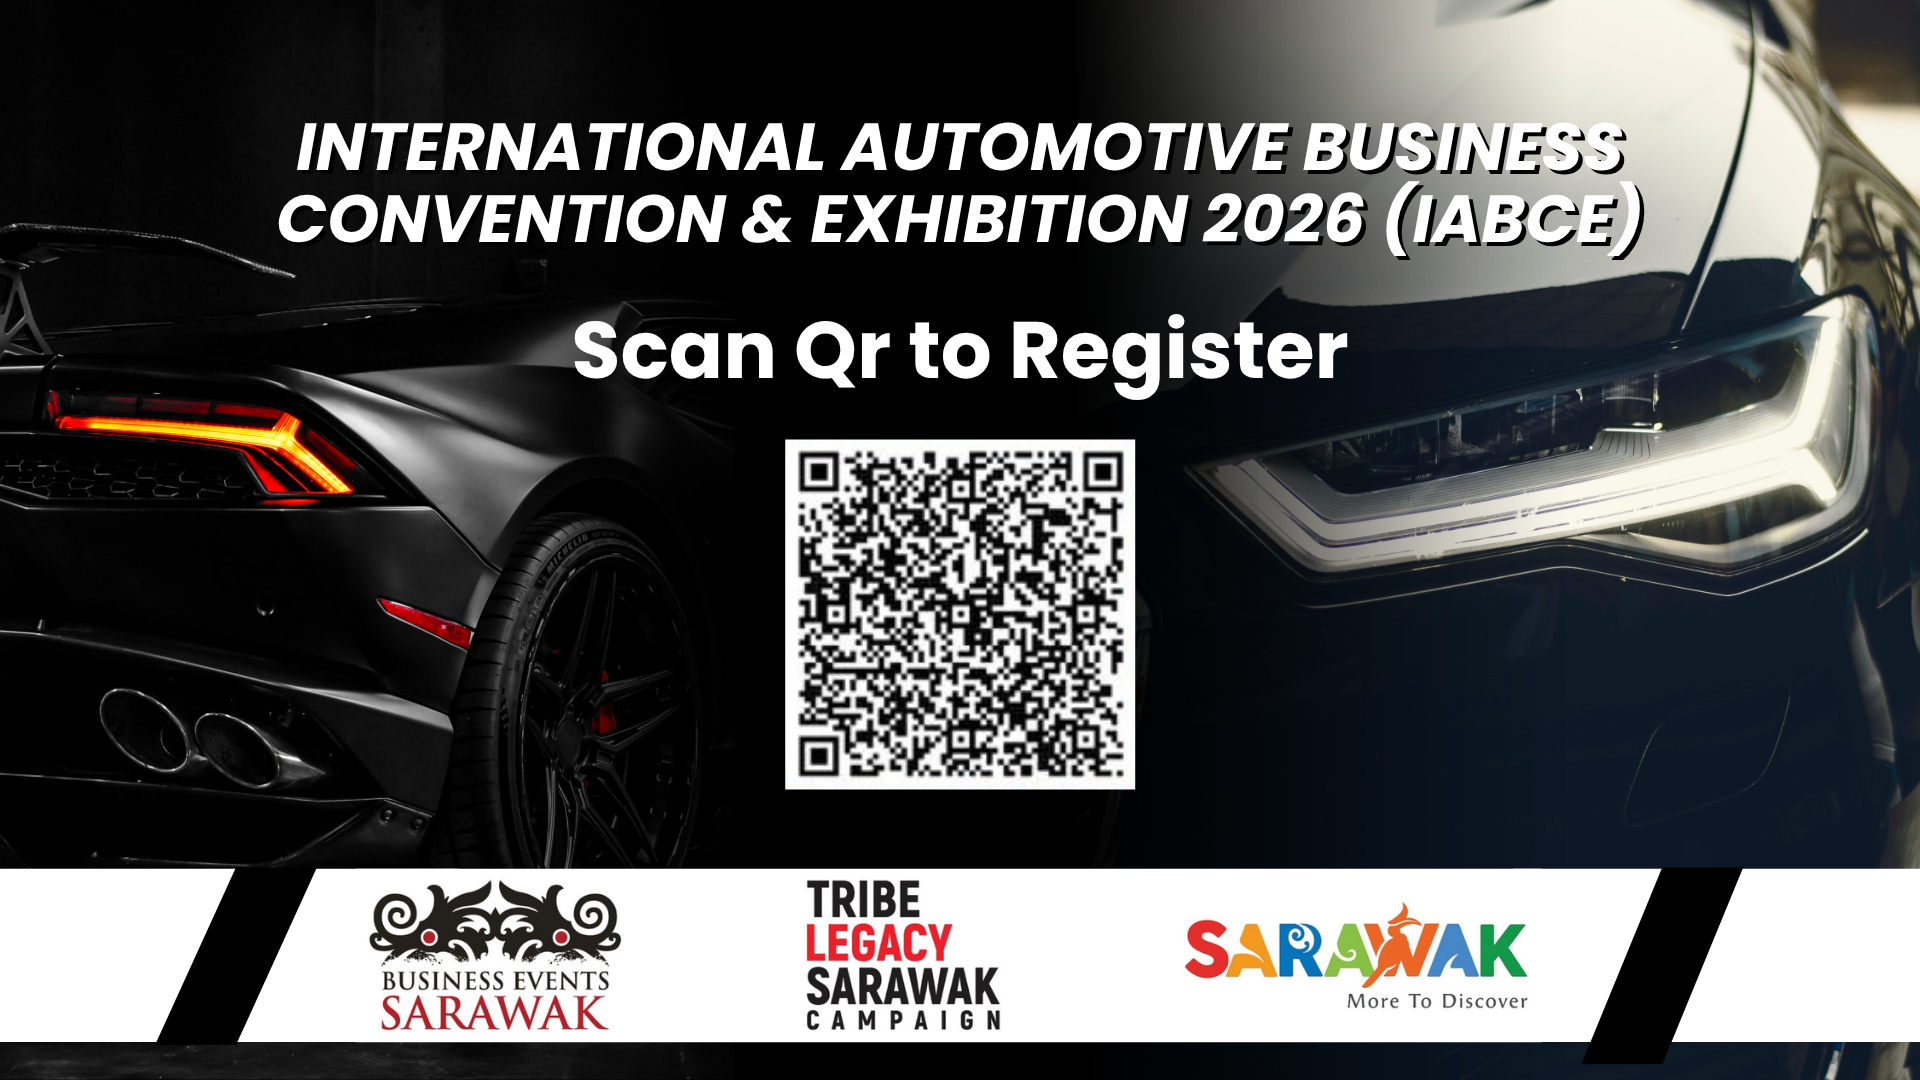 INTERNATIONAL AUTOMOTIVE BUSINESS
CONVENTION & EXHIBITION 2026 (IABCE)
Scan Qr to Register
MICHELIN
BUSINESS EVENTS
SARAWAK
TRIBE
LEGACY
SARAWAK
CAMPAIGN
SARAWAK
More To Discover